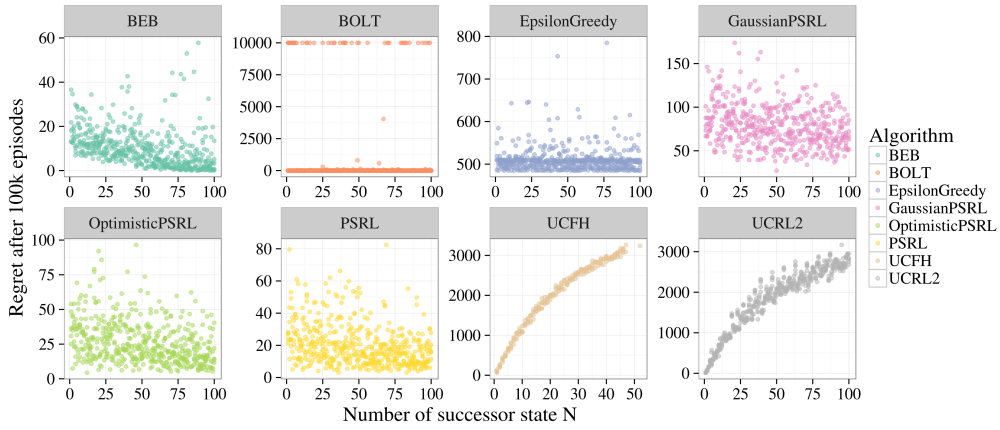 BEB
BOLT
EpsilonGreedy
GaussianPSRL
60
40
20
0
0 25 50 75 100
10000
7500
5000
2500
0
0 25 50 75 100
800
700
600
500
0 25 50 75 100
150
100
50
0 25 50 75 100
OptimisticPSRL
PSRL
UCFH
UCRL2
100
75
50
25
0
0 25 50 75 100
80
60
40
20
0
0 25 50 75 100
3000
2000
1000
0
0 10 20 30 40 50
3000
2000
1000
0
0 25 50 75 100
Regret after 100k episodes
Number of successor state N
Algorithm
BEB
BOLT
EpsilonGreedy
GaussianPSRL
OptimisticPSRL
PSRL
UCFH
UCRL2